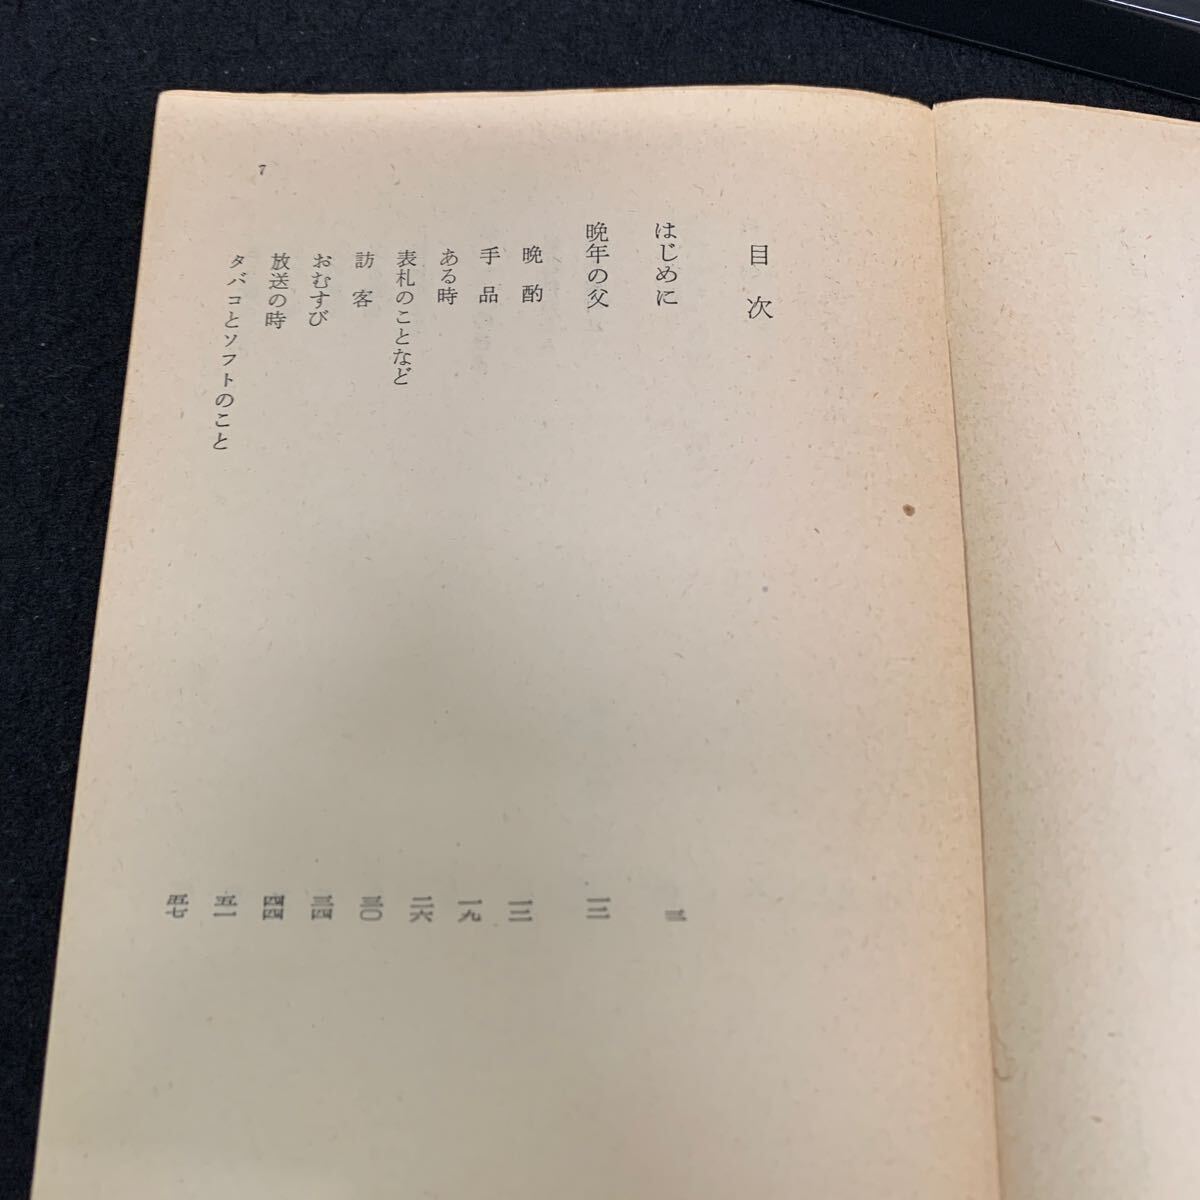 目次
はじめに 三
晩年の父 一三
晩酌 一三
手品 一九
ある時 二六
表札のことなど 三〇
訪客 三四
おむすび 四四
放送の時 五一
タバコとソフトのこと 五七
7